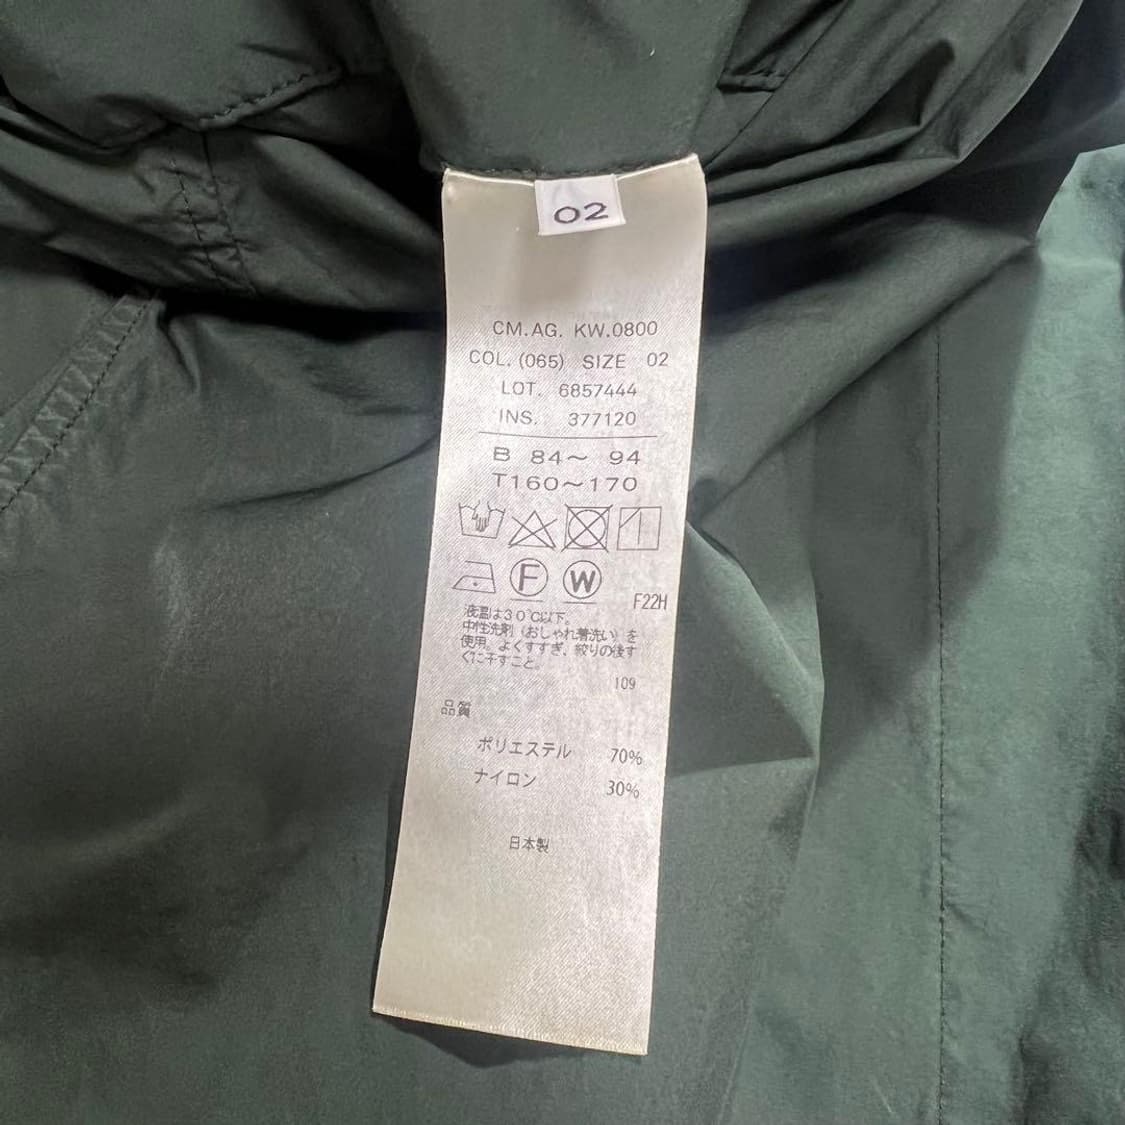 02
CM.AG. KW.0800
COL.(065) SIZE 02
LOT. 6857444
INS. 377120
B 84～ 94
T160～170
F W
F22H
液温は30℃以下。
中性洗剤（おしゃれ着洗い）を
使用。よくすすぎ、絞りの後す
ぐに干すこと。
109
品質
ポリエステル 70%
ナイロン 30%
日本製